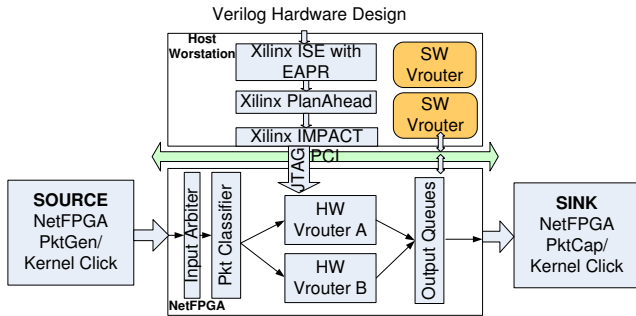 Verilog Hardware Design
Host
Worstation
Xilinx ISE with
EAPR
SW
Vrouter
Xilinx PlanAhead
SW
Vrouter
Xilinx IMPACT
JTAG
PCI
SOURCE
NetFPGA
PktGen/
Kernel Click
Input Arbiter
Pkt Classifier
HW
Vrouter A
HW
Vrouter B
Output Queues
NetFPGA
SINK
NetFPGA
PktCap/
Kernel Click